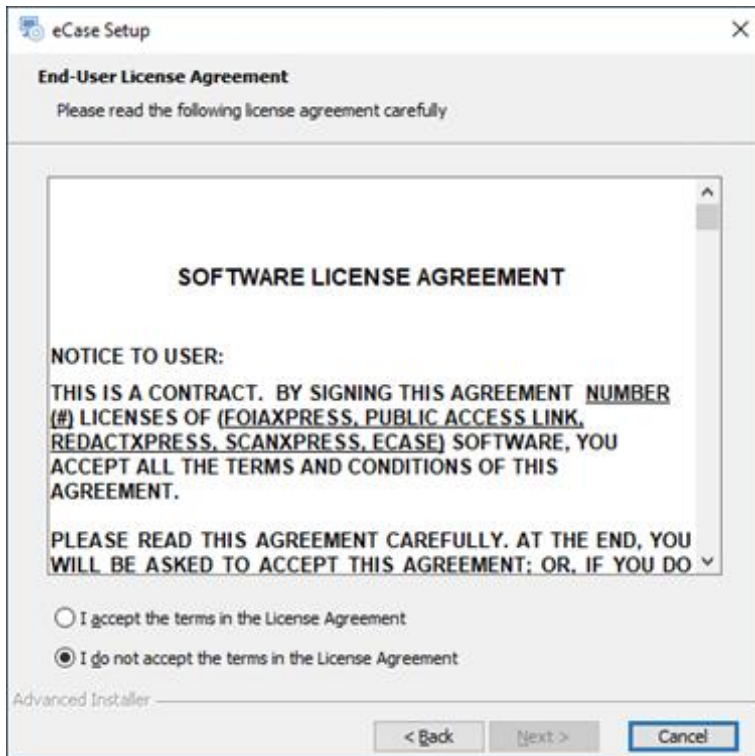 eCase Setup
End-User License Agreement
Please read the following license agreement carefully
SOFTWARE LICENSE AGREEMENT
NOTICE TO USER:
THIS IS A CONTRACT. BY SIGNING THIS AGREEMENT NUMBER
(#) LICENSES OF (FOIAXPRESS, PUBLIC ACCESS LINK,
REDACTXPRESS, SCANXPRESS, ECASE) SOFTWARE, YOU
ACCEPT ALL THE TERMS AND CONDITIONS OF THIS
AGREEMENT.
PLEASE READ THIS AGREEMENT CAREFULLY. AT THE END, YOU
WILL BE ASKED TO ACCEPT THIS AGREEMENT; OR, IF YOU DO
I accept the terms in the License Agreement
I do not accept the terms in the License Agreement
Advanced Installer
< Back Next > Cancel